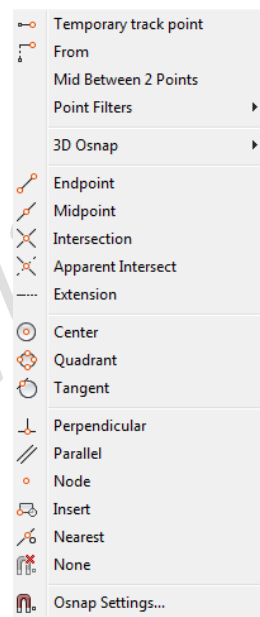 Temporary track point
From
Mid Between 2 Points
Point Filters
3D Osnap
Endpoint
Midpoint
Intersection
Apparent Intersect
Extension
Center
Quadrant
Tangent
Perpendicular
Parallel
Node
Insert
Nearest
None
Osnap Settings...